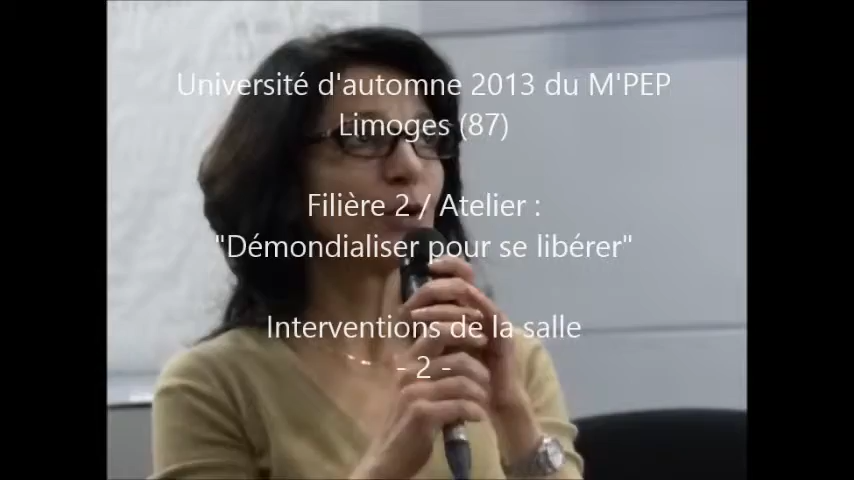 Université d'automne 2013 du M'PEP
Limoges (87)
Filière 2 / Atelier :
"Démondialiser pour se libérer"
Interventions de la salle
- 2 -